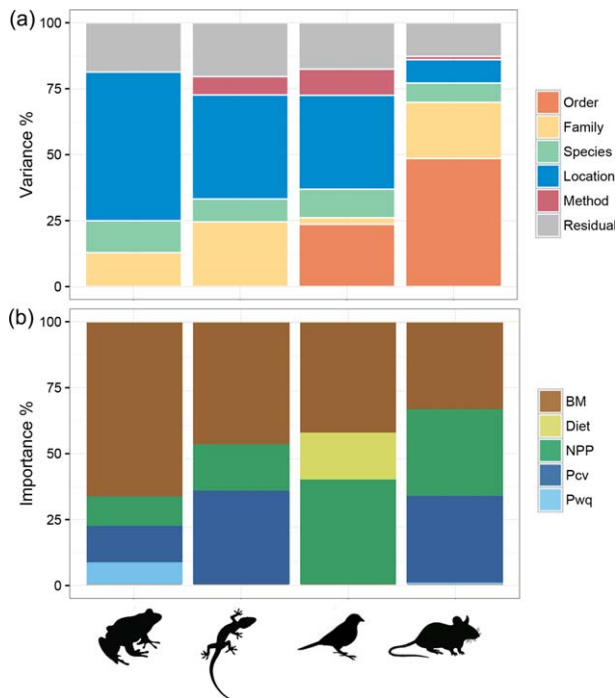 (a)
100
75
50
25
0
Variance %
Order
Family
Species
Location
Method
Residual
(b)
100
75
50
25
0
Importance %
BM
Diet
NPP
Pcv
Pwq